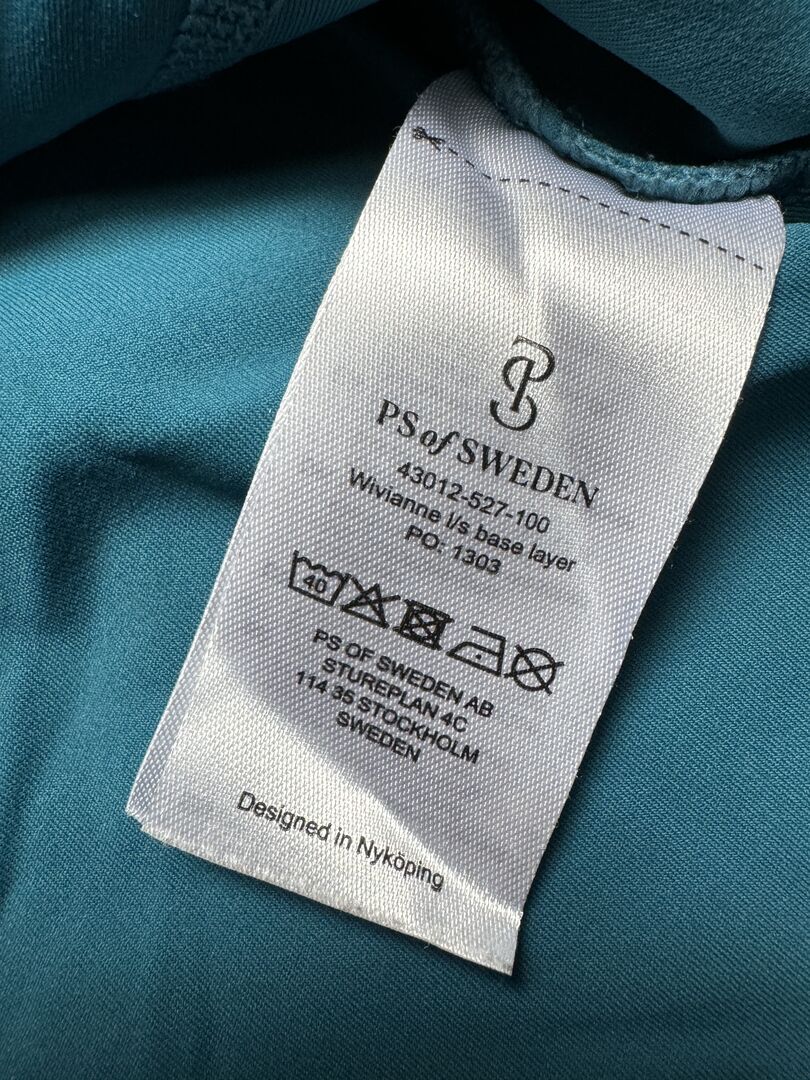 PS of SWEDEN
43012-527-100
Wivianne l/s base layer
PO: 1303
40
PS OF SWEDEN AB
STUREPLAN 4C
114 35 STOCKHOLM
SWEDEN
Designed in Nyköping